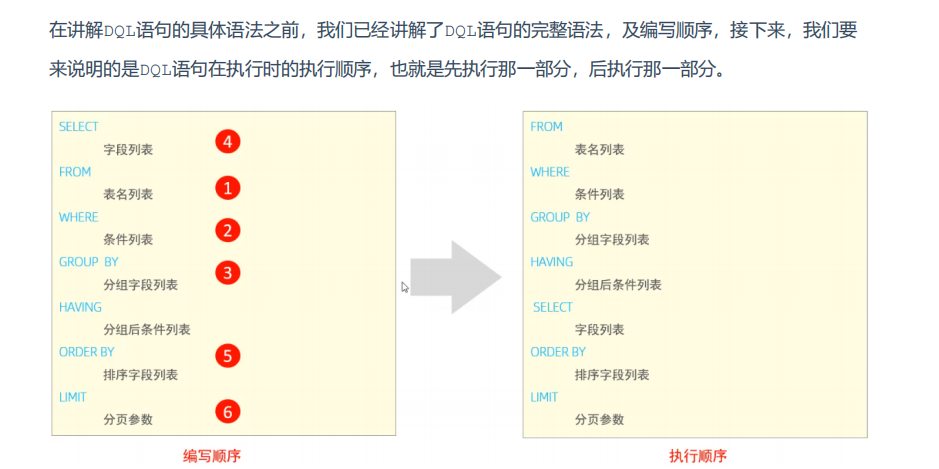 在讲解DQL语句的具体语法之前，我们已经讲解了DQL语句的完整语法，及编写顺序，接下来，我们要
来说明的是DQL语句在执行时的执行顺序，也就是先执行那一部分，后执行那一部分。
SELECT
字段列表
4
FROM
表名列表
1
WHERE
条件列表
2
GROUP BY
分组字段列表
3
HAVING
分组后条件列表
ORDER BY
排序字段列表
5
LIMIT
分页参数
6
编写顺序
FROM
表名列表
WHERE
条件列表
GROUP BY
分组字段列表
HAVING
分组后条件列表
SELECT
字段列表
ORDER BY
排序字段列表
LIMIT
分页参数
执行顺序